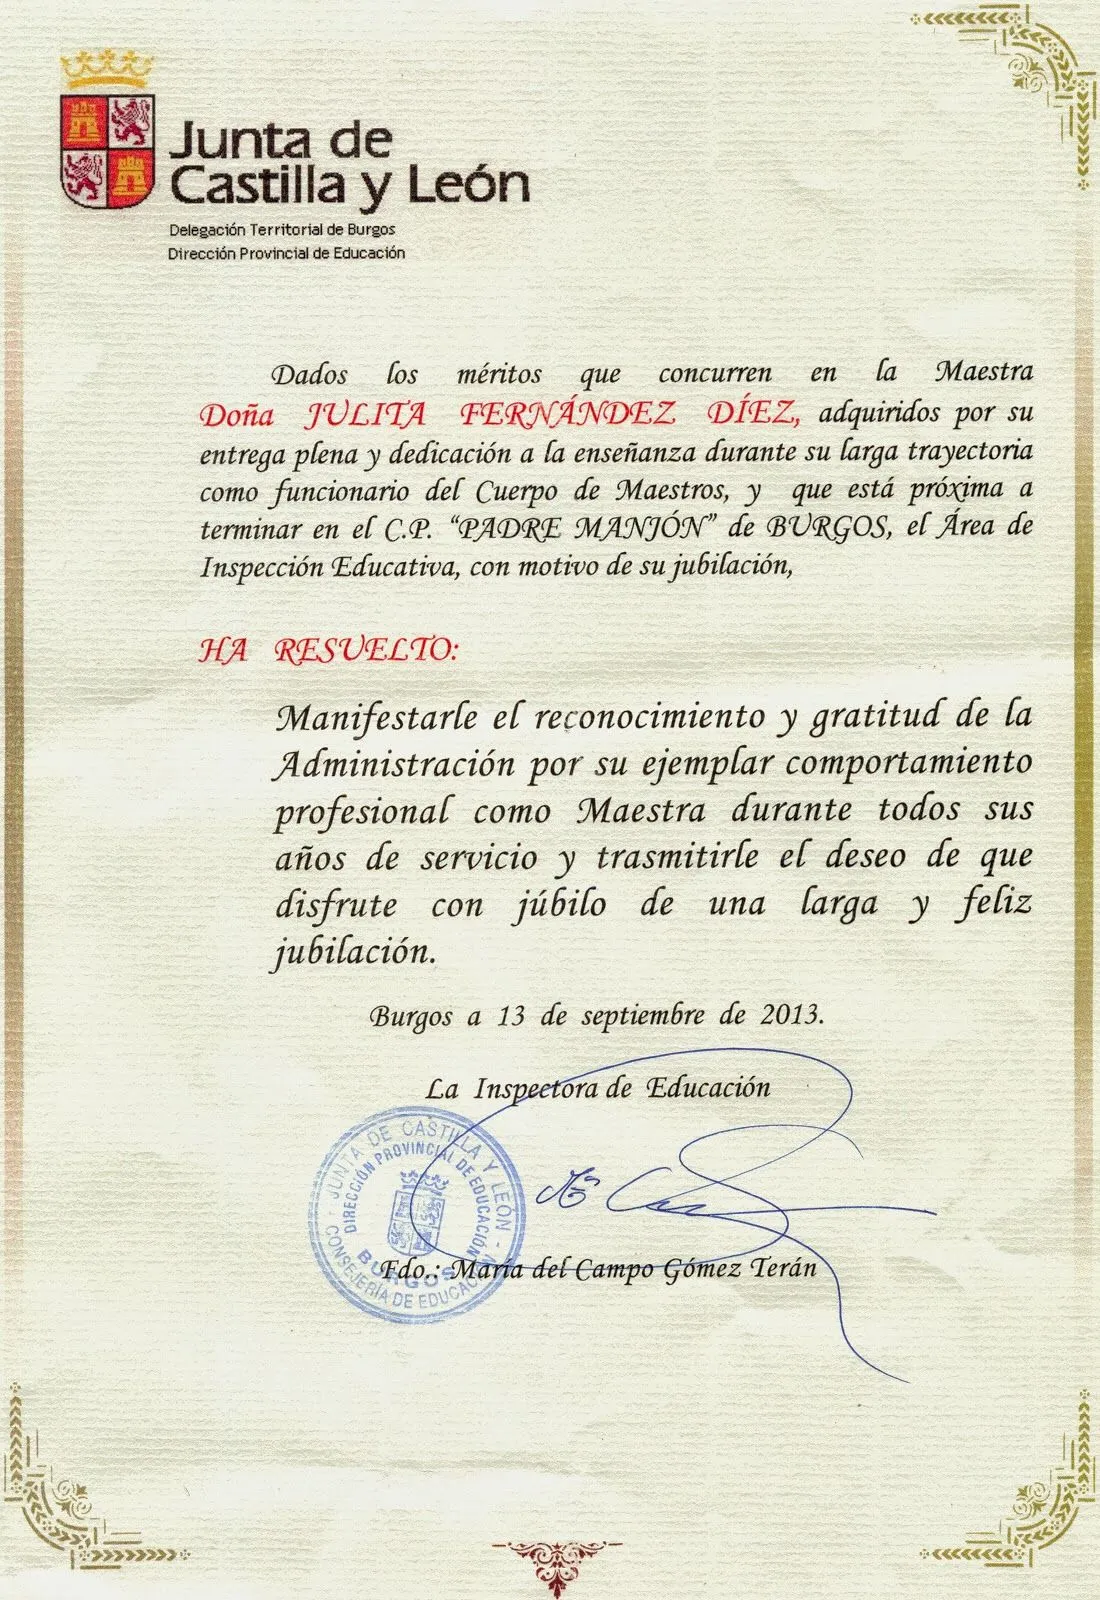 Junta de
Castilla y León
Delegación Territorial de Burgos
Dirección Provincial de Educación
Dados los méritos que concurren en la Maestra
Doña JULITA FERNÁNDEZ DÍEZ, adquiridos por su
entrega plena y dedicación a la enseñanza durante su larga trayectoria
como funcionario del Cuerpo de Maestros, y que está próxima a
terminar en el C.P. “PADRE MANJÓN” de BURGOS, el Área de
Inspección Educativa, con motivo de su jubilación,
HA RESUELTO:
Manifestarle el reconocimiento y gratitud de la
Administración por su ejemplar comportamiento
profesional como Maestra durante todos sus
años de servicio y trasmitirle el deseo de que
disfrute con júbilo de una larga y feliz
jubilación.
Burgos a 13 de septiembre de 2013.
La Inspectora de Educación
JUNTA DE CASTILLA Y LEÓN -
DIRECCIÓN PROVINCIAL DE EDUCACIÓN
BURGOS
CONSEJERÍA DE EDUCACIÓN
Fdo.: María del Campo Gómez Terán